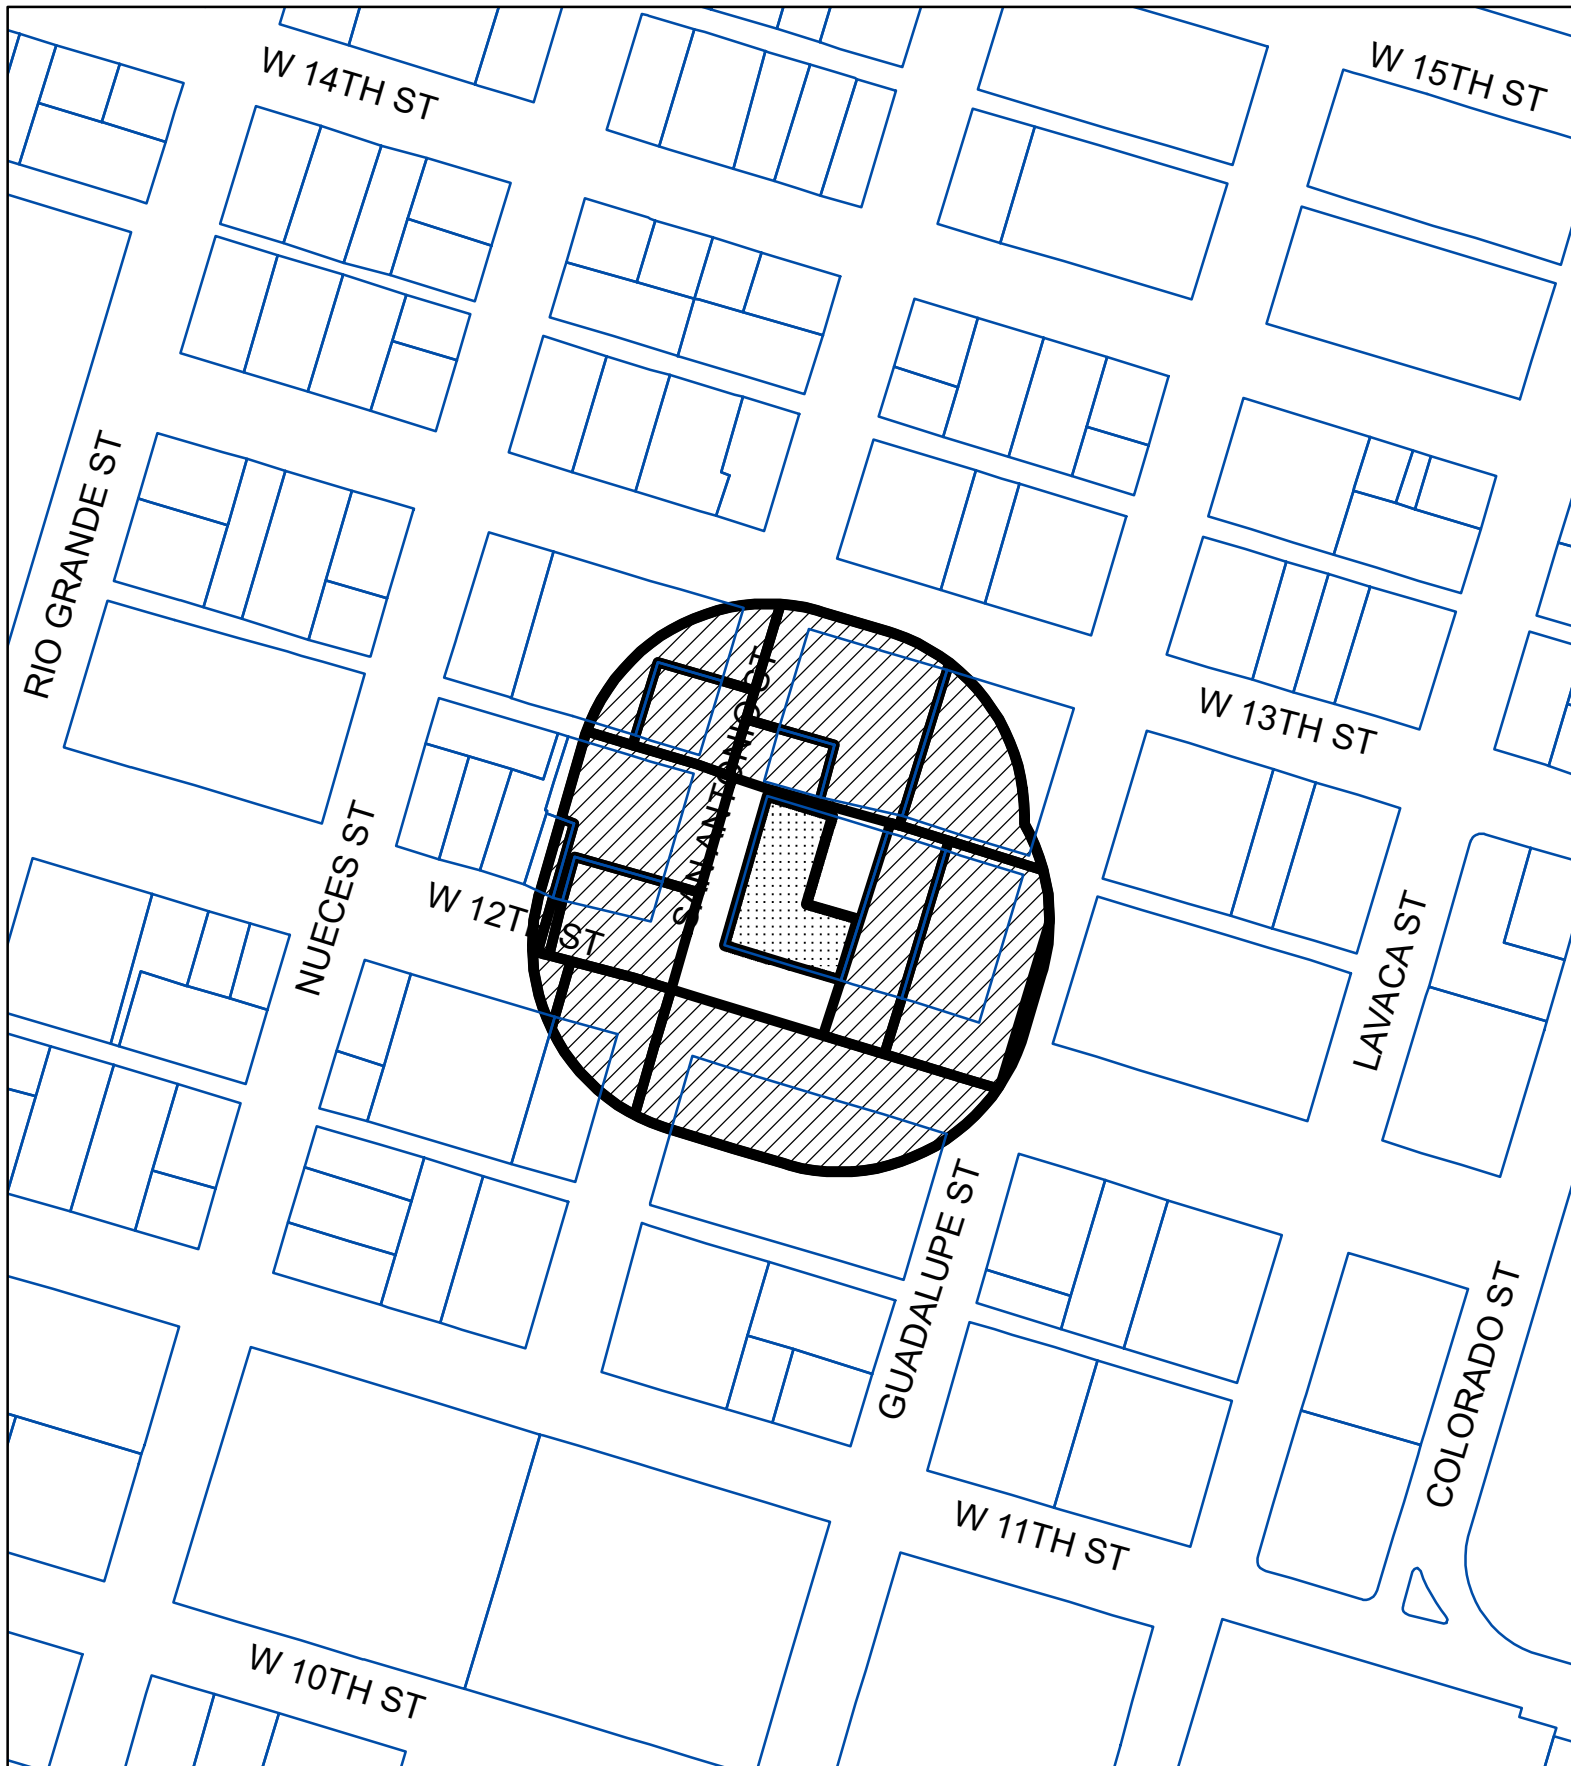 W 14TH ST
W 15TH ST
RIO GRANDE ST
SAN ANTONIO ST
W 13TH ST
NUECES ST
W 12TH ST
LAVACA ST
GUADALUPE ST
COLORADO ST
W 11TH ST
W 10TH ST